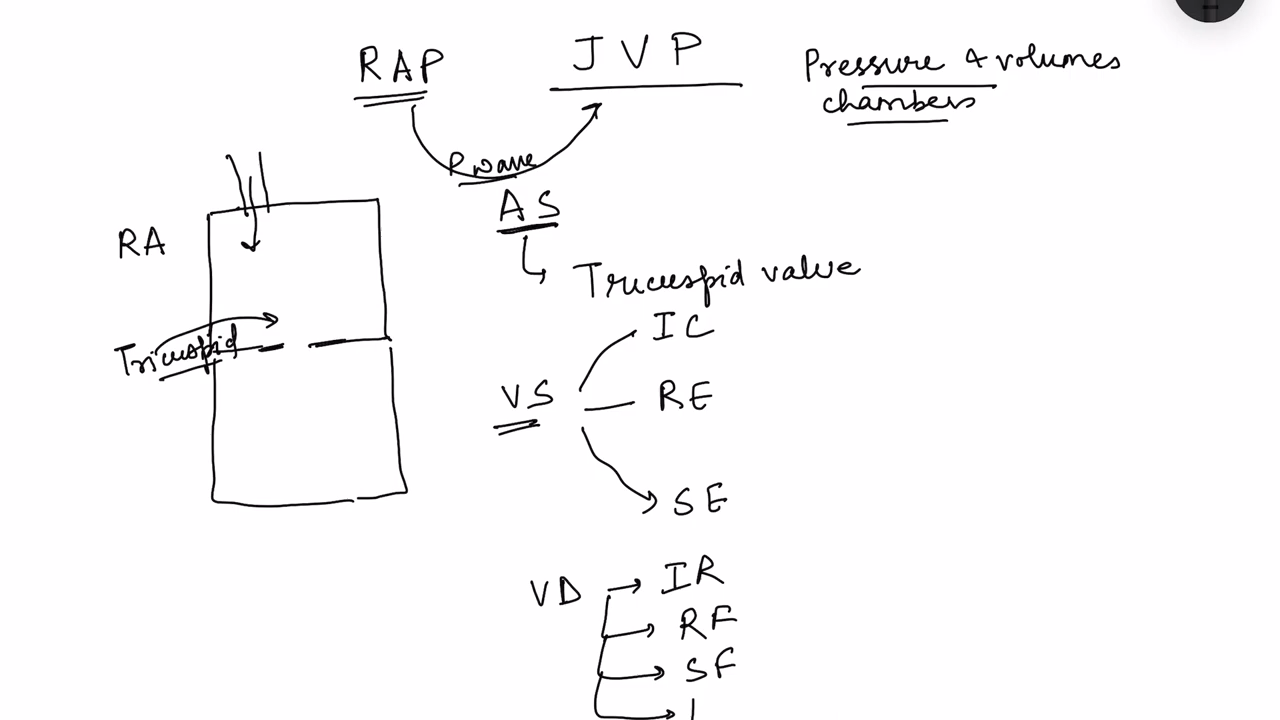 RAP
JVP
Pressure & volumes
chambers
P wave
AS
RA
Tricuspid valve
Tricuspid
IC
VS
RE
SE
VD
IR
RF
SF